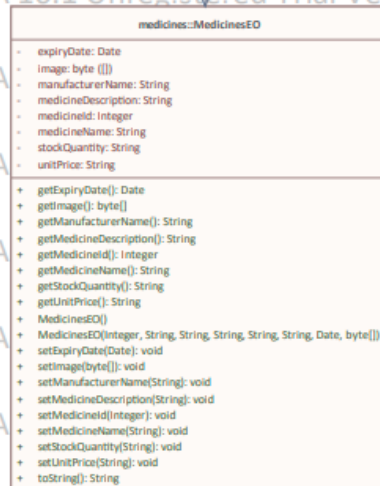 medicines::MedicinesEO
- expiryDate: Date
- image: byte ([])
- manufacturerName: String
- medicineDescription: String
- medicineId: Integer
- medicineName: String
- stockQuantity: String
- unitPrice: String
+ getExpiryDate(): Date
+ getImage(): byte[]
+ getManufacturerName(): String
+ getMedicineDescription(): String
+ getMedicineId(): Integer
+ getMedicineName(): String
+ getStockQuantity(): String
+ getUnitPrice(): String
+ MedicinesEO()
+ MedicinesEO(Integer, String, String, String, String, String, Date, byte[])
+ setExpiryDate(Date): void
+ setImage(byte[]): void
+ setManufacturerName(String): void
+ setMedicineDescription(String): void
+ setMedicineId(Integer): void
+ setMedicineName(String): void
+ setStockQuantity(String): void
+ setUnitPrice(String): void
+ toString(): String